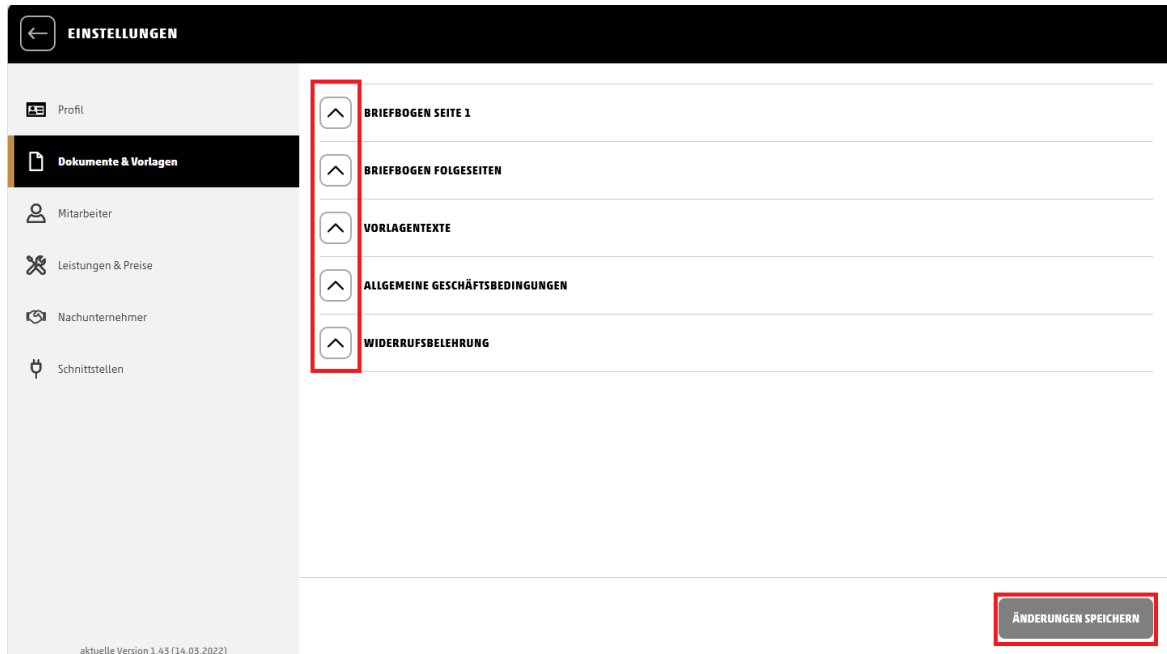 EINSTELLUNGEN
Profil
Dokumente & Vorlagen
Mitarbeiter
Leistungen & Preise
Nachunternehmer
Schnittstellen
aktuelle Version 1.43 (14.03.2022)
BRIEFBOGEN SEITE 1
BRIEFBOGEN FOLGESEITEN
VORLAGENTEXTE
ALLGEMEINE GESCHÄFTSBEDINGUNGEN
WIDERRUFSBELEHRUNG
ÄNDERUNGEN SPEICHERN